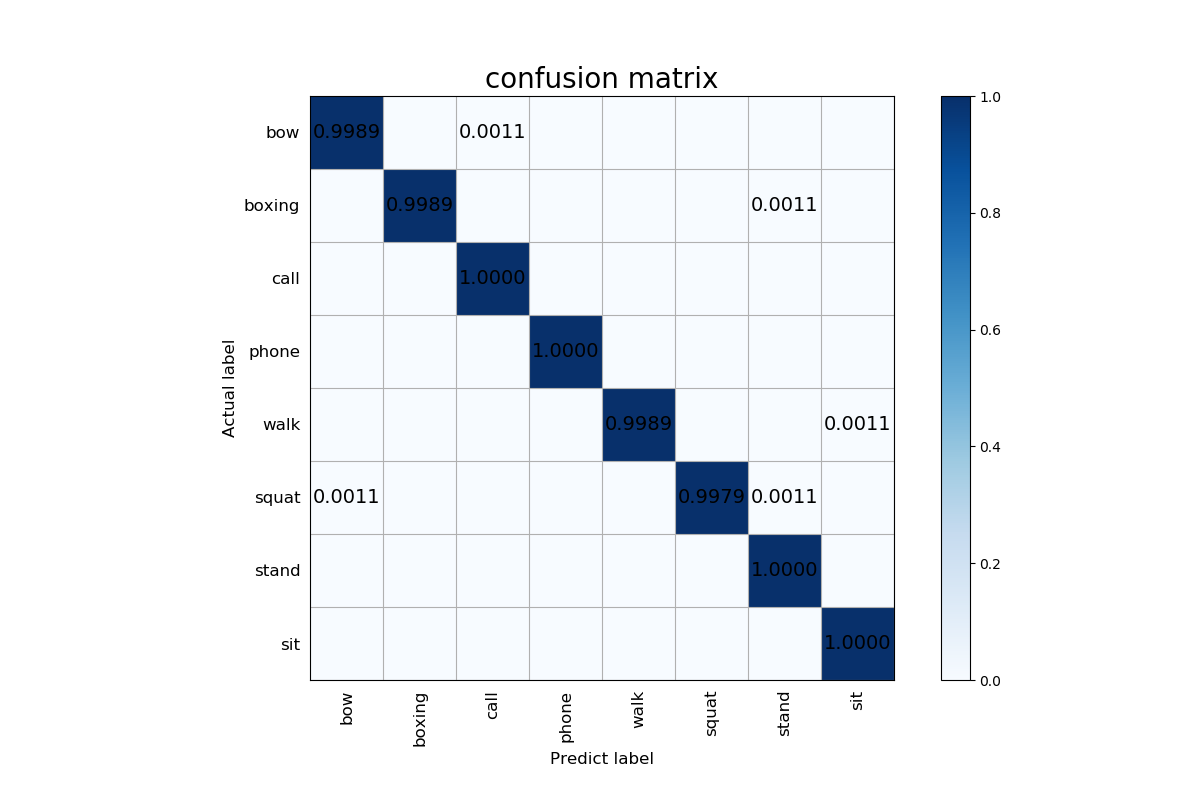 confusion matrix
bow 0.9989 0.0011
boxing 0.9989 0.0011
call 1.0000
phone 1.0000
walk 0.9989 0.0011
squat 0.0011 0.9979 0.0011
stand 1.0000
sit 1.0000
Actual label
bow boxing call phone walk squat stand sit
Predict label
1.0
0.8
0.6
0.4
0.2
0.0